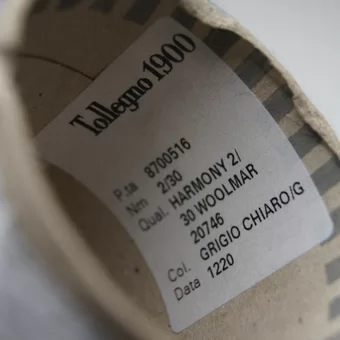 Tollegno 1900
P.ta 8700516
Nm 2/30
Qual. HARMONY 2/
30 WOOLMAR
20746
Col. GRIGIO CHIARO/G
Data 1220